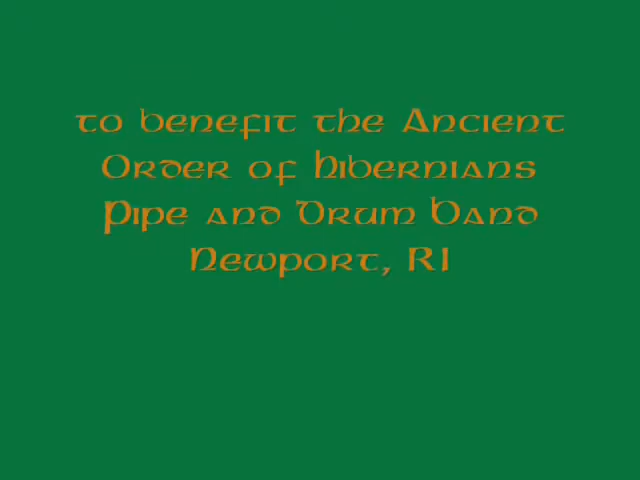 to benefit the Ancient
Order of Hibernians
Pipe and Drum Band
Newport, RI